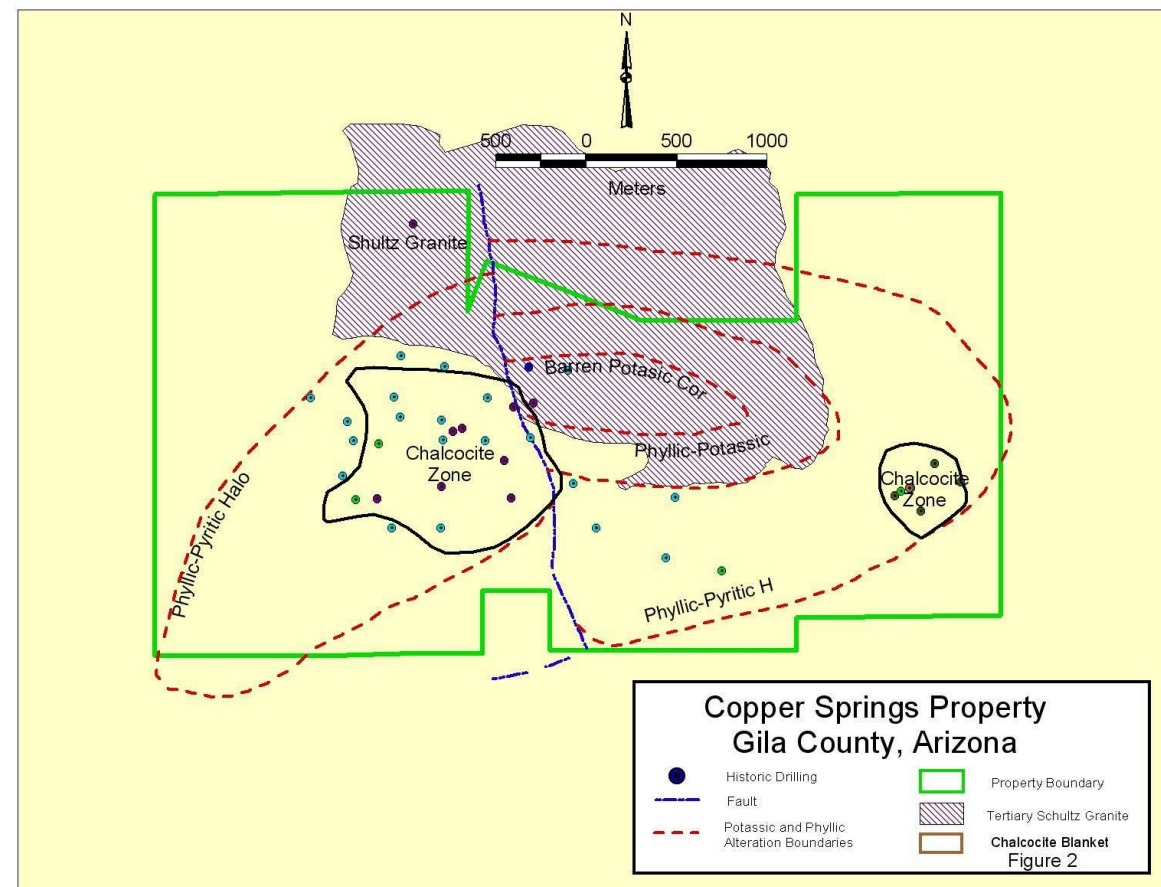 N
500 0 500 1000
Meters
Shultz Granite
Barren Potasic Cor
Phyllic-Potassic
Chalcocite
Zone
Chalcocite
Zone
Phyllic-Pyritic Halo
Phyllic-Pyritic H
Copper Springs Property
Gila County, Arizona
Historic Drilling
Fault
Potassic and Phyllic
Alteration Boundaries
Property Boundary
Tertiary Schultz Granite
Chalcocite Blanket
Figure 2